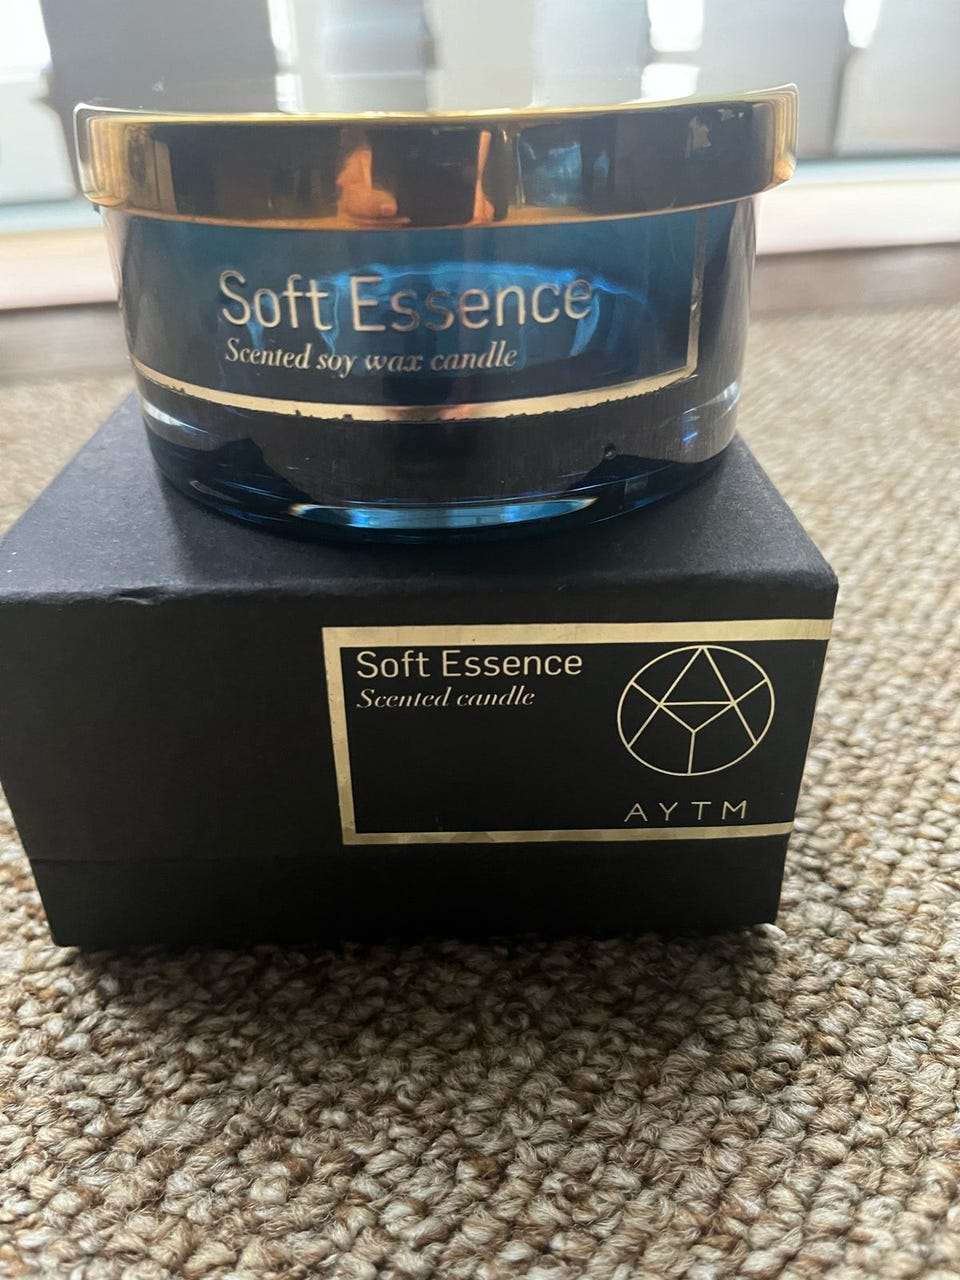 Soft Essence
Scented soy wax candle
Soft Essence
Scented candle
AYTM